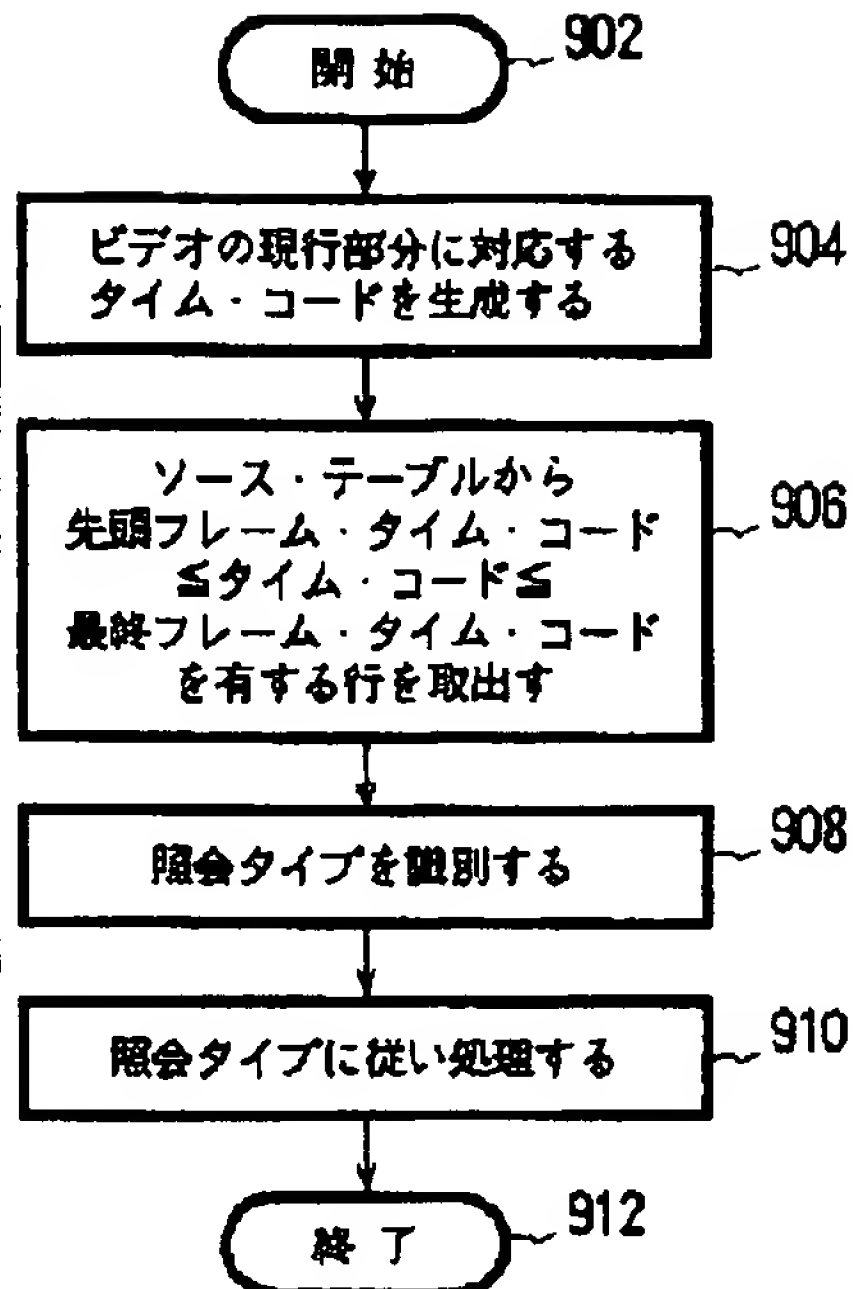 開始
902
ビデオの現行部分に対応する
タイム・コードを生成する
904
ソース・テーブルから
先頭フレーム・タイム・コード
≦タイム・コード≦
最終フレーム・タイム・コード
を有する行を取出す
906
照会タイプを識別する
908
照会タイプに従い処理する
910
終了
912